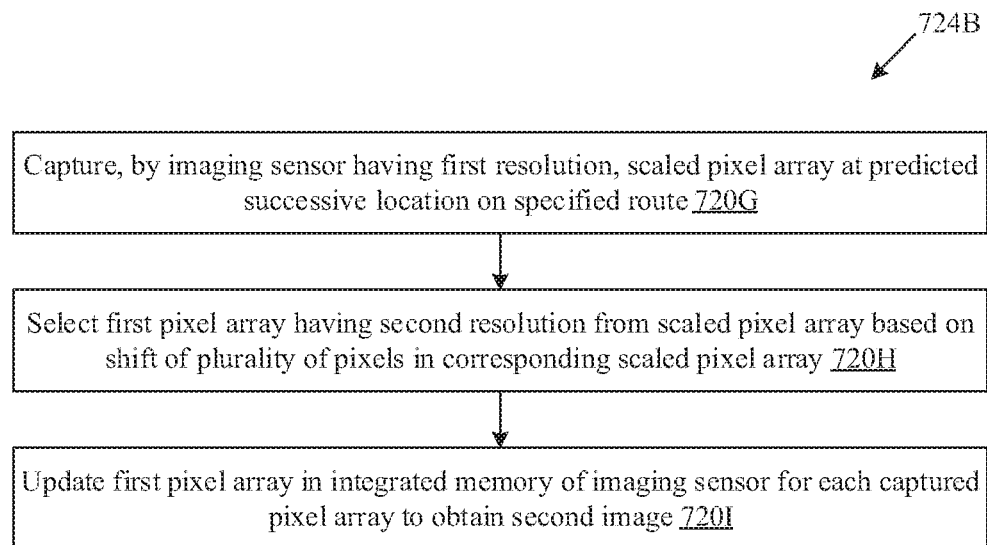 724B
Capture, by imaging sensor having first resolution, scaled pixel array at predicted
successive location on specified route 720G
Select first pixel array having second resolution from scaled pixel array based on
shift of plurality of pixels in corresponding scaled pixel array 720H
Update first pixel array in integrated memory of imaging sensor for each captured
pixel array to obtain second image 720I